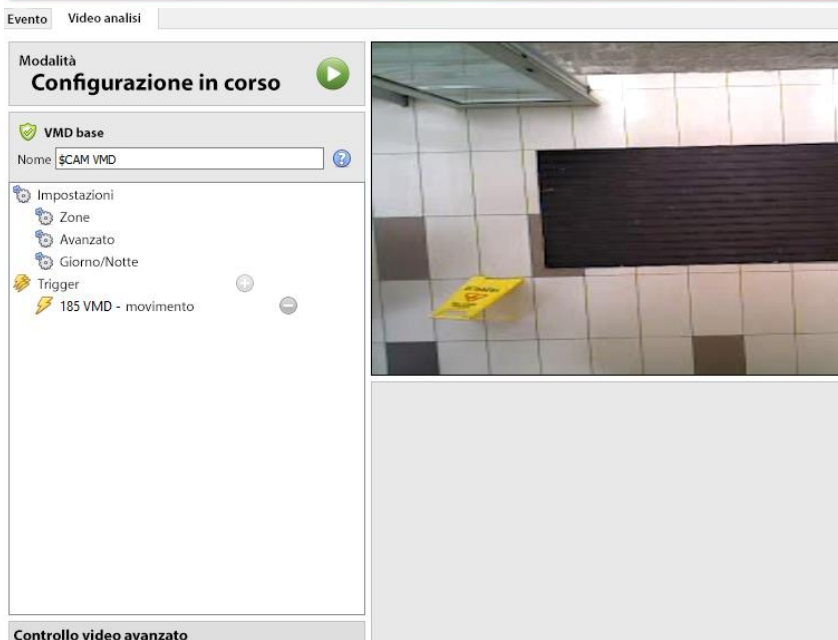 Evento Video analisi
Modalità
Configurazione in corso
VMD base
Nome $CAM VMD
Impostazioni
Zone
Avanzato
Giorno/Notte
Trigger
185 VMD - movimento
Controllo video avanzato